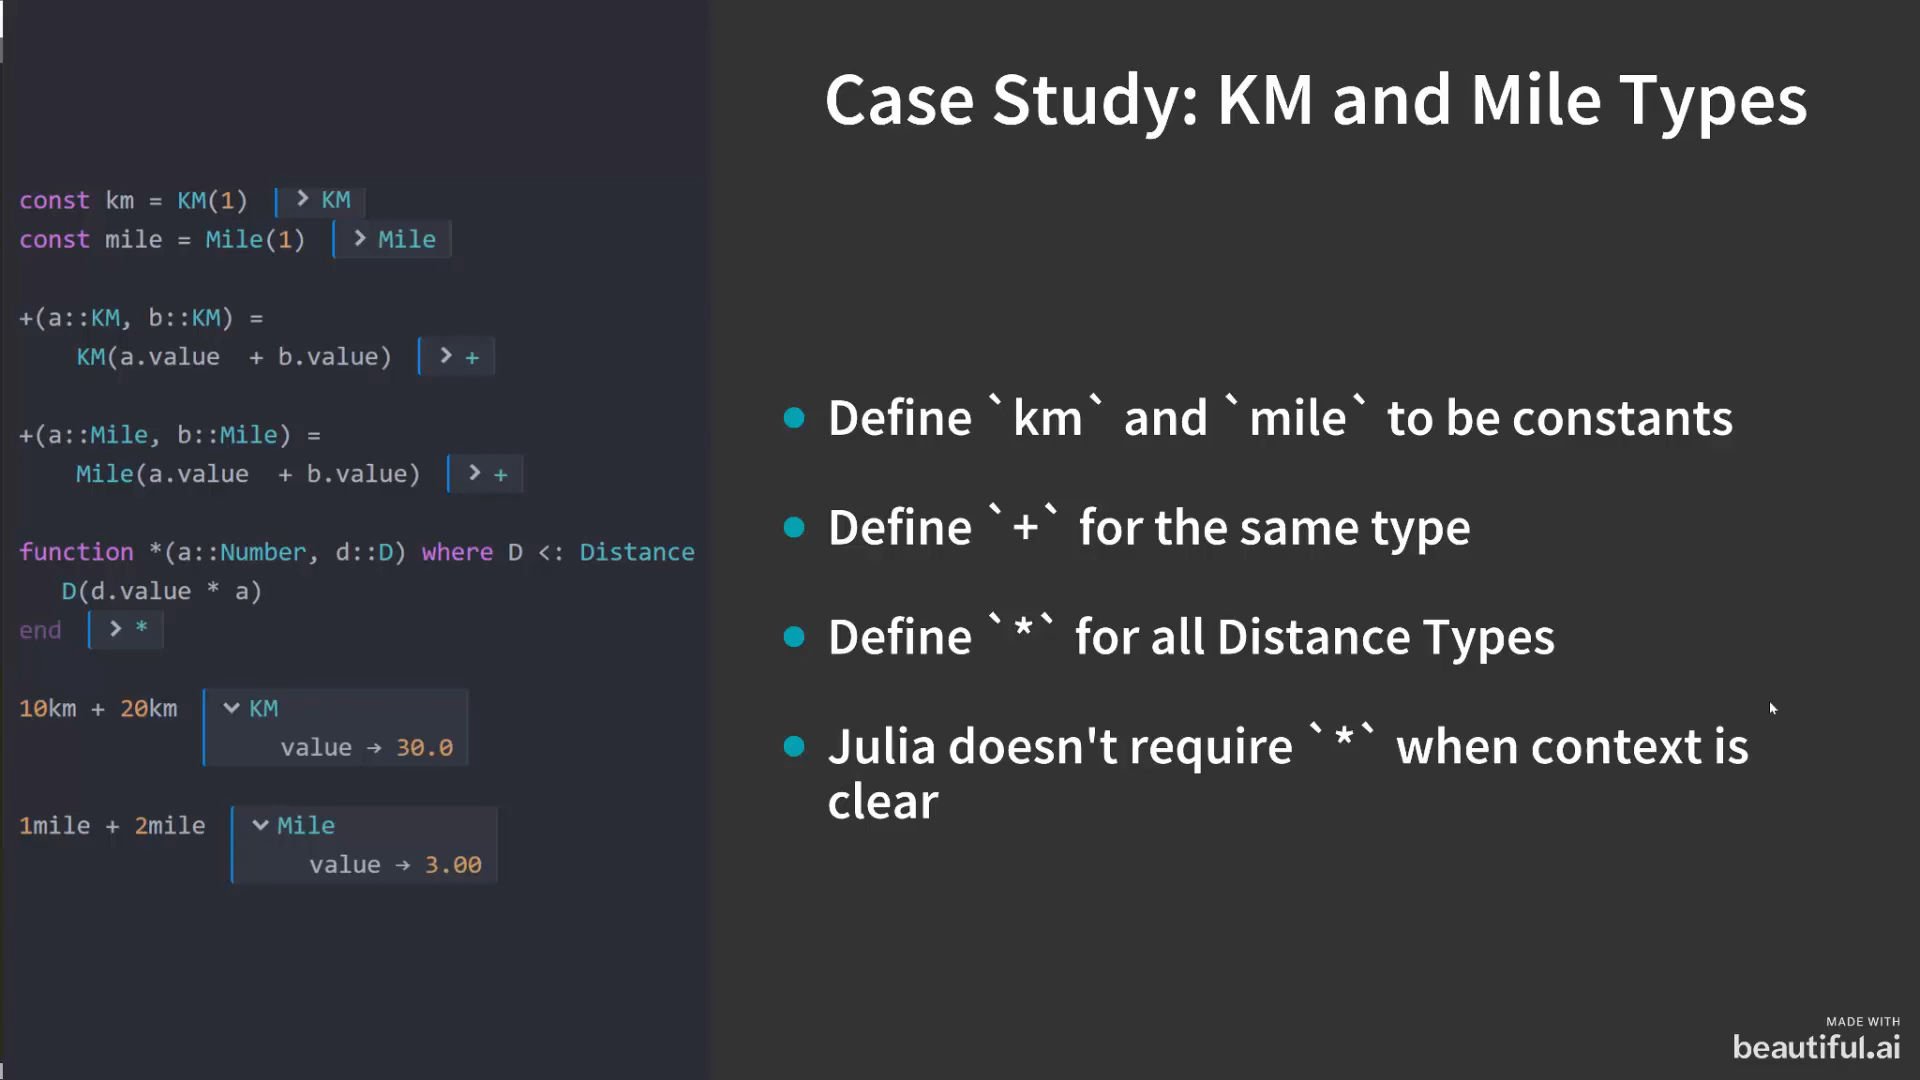 Case Study: KM and Mile Types
const km = KM(1) > KM
const mile = Mile(1) > Mile
+(a::KM, b::KM) =
KM(a.value + b.value) > +
+(a::Mile, b::Mile) =
Mile(a.value + b.value) > +
function *(a::Number, d::D) where D <: Distance
D(d.value * a)
end > *
10km + 20km KM
value → 30.0
1mile + 2mile Mile
value → 3.00
Define `km` and `mile` to be constants
Define `+` for the same type
Define `*` for all Distance Types
Julia doesn't require `*` when context is
clear
MADE WITH
beautiful.ai